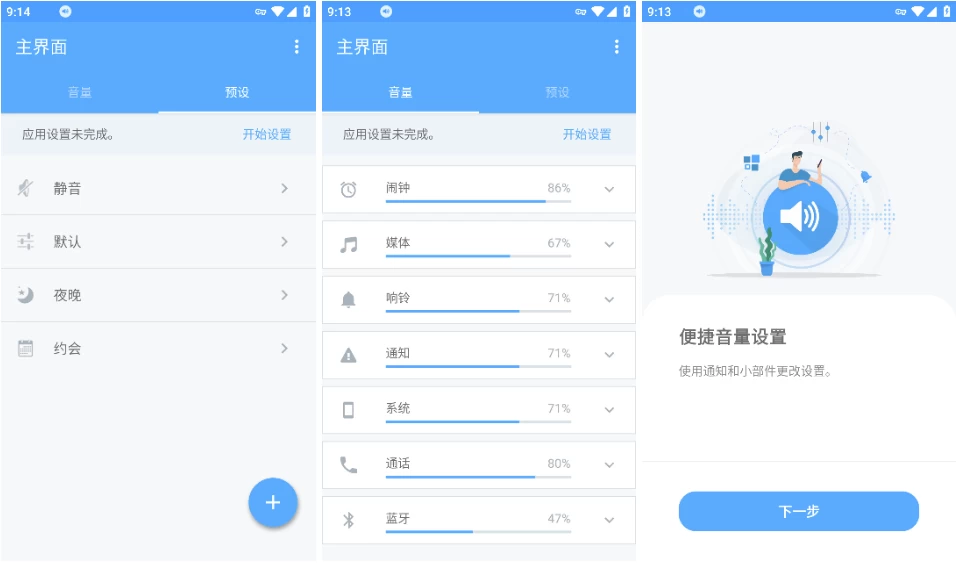 9:14
主界面
音量 预设
应用设置未完成。 开始设置
静音
默认
夜晚
约会
9:13
主界面
音量 预设
应用设置未完成。 开始设置
闹钟 86%
媒体 67%
响铃 71%
通知 71%
系统 71%
通话 80%
蓝牙 47%
9:13
便捷音量设置
使用通知和小部件更改设置。
下一步